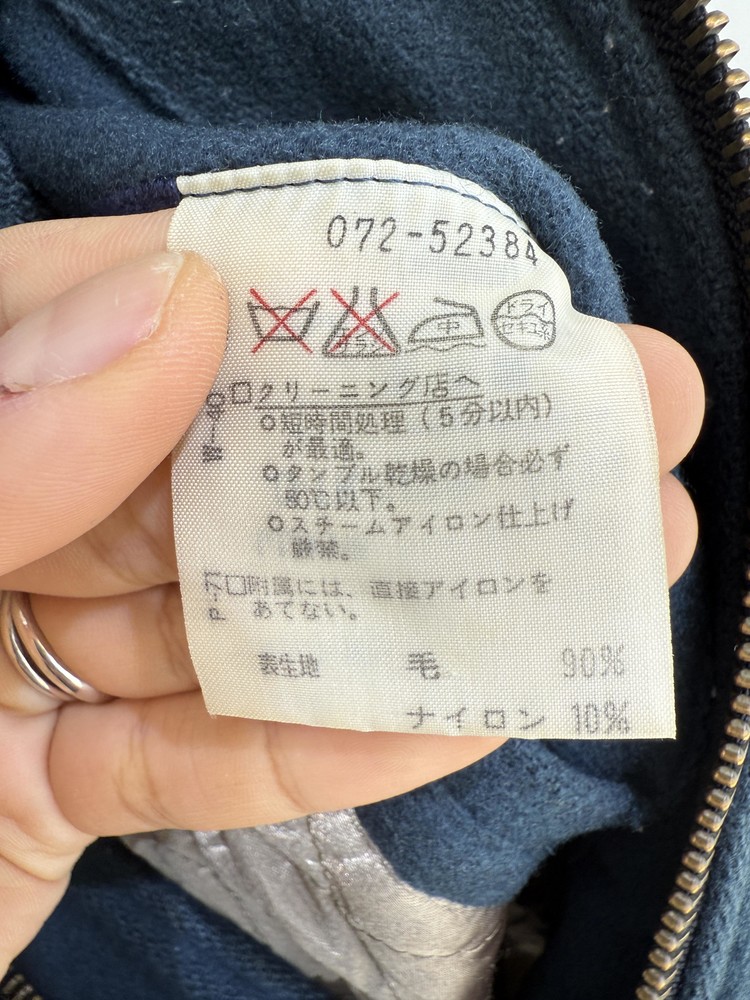 072-52384
中 ドライ セキユ系
クリーニング店へ
短時間処理(5分以内)
が最適。
タンブル乾燥の場合必ず
60℃以下。
スチームアイロン仕上げ
厳禁。
附属には、直接アイロンを
あてない。
表生地 毛 90%
ナイロン 10%